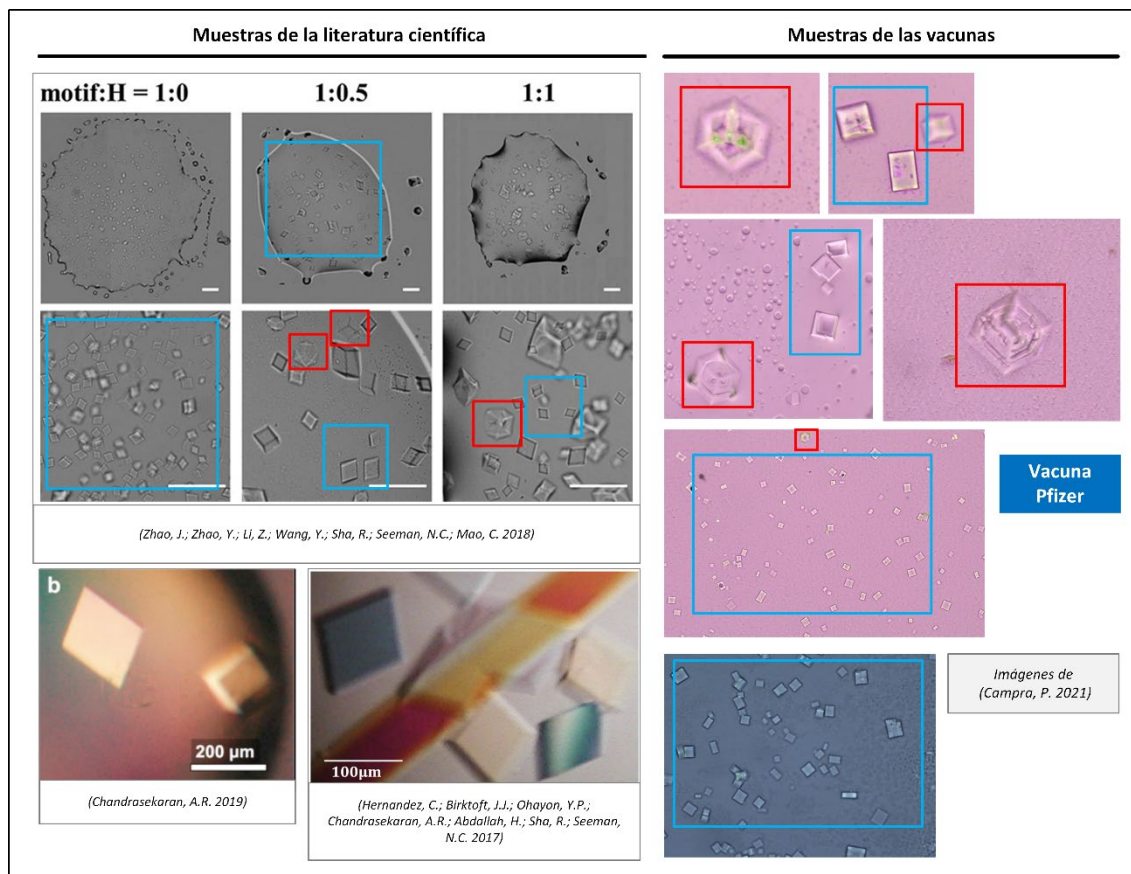 Muestras de la literatura científica
motif:H = 1:0
1:0.5
1:1
(Zhao, J.; Zhao, Y.; Li, Z.; Wang, Y.; Sha, R.; Seeman, N.C.; Mao, C. 2018)
b
200 µm
(Chandrasekaran, A.R. 2019)
100µm
(Hernandez, C.; Birktoft, J.J.; Ohayon, Y.P.;
Chandrasekaran, A.R.; Abdallah, H.; Sha, R.; Seeman,
N.C. 2017)
Muestras de las vacunas
Vacuna
Pfizer
Imágenes de
(Campra, P. 2021)